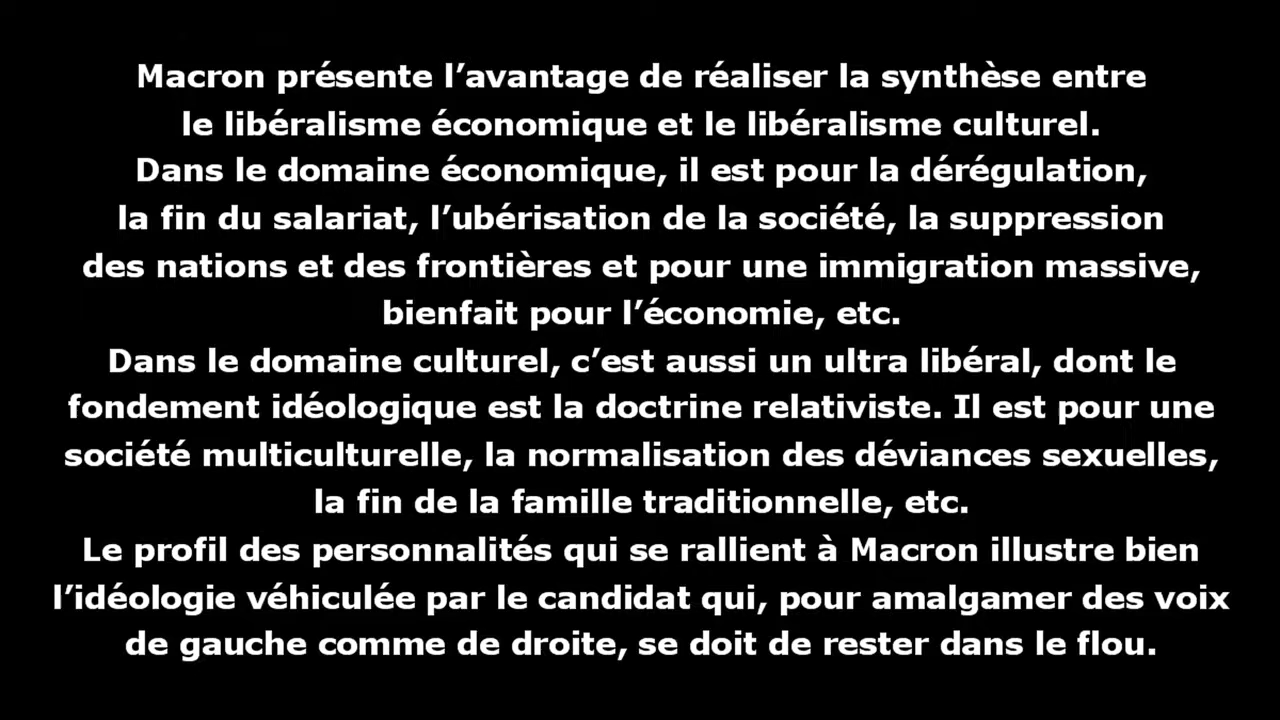 Macron présente l’avantage de réaliser la synthèse entre
le libéralisme économique et le libéralisme culturel.
Dans le domaine économique, il est pour la dérégulation,
la fin du salariat, l’ubérisation de la société, la suppression
des nations et des frontières et pour une immigration massive,
bienfait pour l’économie, etc.
Dans le domaine culturel, c’est aussi un ultra libéral, dont le
fondement idéologique est la doctrine relativiste. Il est pour une
société multiculturelle, la normalisation des déviances sexuelles,
la fin de la famille traditionnelle, etc.
Le profil des personnalités qui se rallient à Macron illustre bien
l’idéologie véhiculée par le candidat qui, pour amalgamer des voix
de gauche comme de droite, se doit de rester dans le flou.